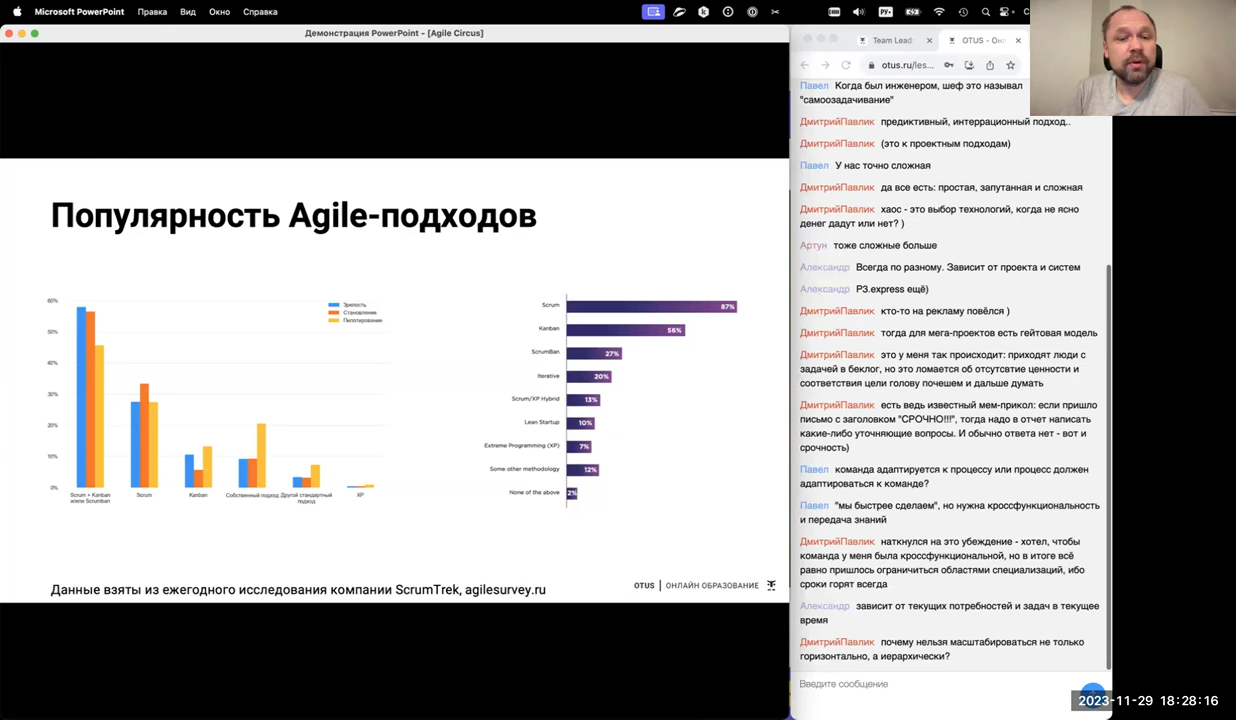 Microsoft PowerPoint Правка Вид Окно Справка
Демонстрация PowerPoint - [Agile Circus]
Популярность Agile-подходов
60%
50%
40%
30%
20%
10%
0%
Зрелость
Становление
Пилотирование
Scrum + Kanban
и/или Scrumban
Scrum
Kanban
Собственный подход
Другой стандартный
подход
XP
Scrum 87%
Kanban 56%
ScrumBan 27%
Iterative 20%
Scrum/XP Hybrid 13%
Lean Startup 10%
Extreme Programming (XP) 7%
Some other methodology 12%
None of the above 2%
Данные взяты из ежегодного исследования компании ScrumTrek, agilesurvey.ru
OTUS | ОНЛАЙН ОБРАЗОВАНИЕ
РУ
Team Lead
OTUS - Онл
otus.ru/les...
Павел Когда был инженером, шеф это называл
"самоозадачивание"
ДмитрийПавлик предиктивный, интеррационный подход..
ДмитрийПавлик (это к проектным подходам)
Павел У нас точно сложная
ДмитрийПавлик да все есть: простая, запутанная и сложная
ДмитрийПавлик хаос - это выбор технологий, когда не ясно
денег дадут или нет? )
Артун тоже сложные больше
Александр Всегда по разному. Зависит от проекта и систем
Александр P3.express ещё)
ДмитрийПавлик кто-то на рекламу повёлся )
ДмитрийПавлик тогда для мега-проектов есть гейтовая модель
ДмитрийПавлик это у меня так происходит: приходят люди с
задачей в беклог, но это ломается об отсутсвтие ценности и
соответствия цели голову почешем и дальше думать
ДмитрийПавлик есть ведь известный мем-прикол: если пришло
письмо с заголовком "СРОЧНО!!!", тогда надо в отчет написать
какие-либо уточняющие вопросы. И обычно ответа нет - вот и
срочность)
Павел команда адаптируется к процессу или процесс должен
адаптироваться к команде?
Павел "мы быстрее сделаем", но нужна кроссфункциональность
и передача знаний
ДмитрийПавлик наткнулся на это убеждение - хотел, чтобы
команда у меня была кроссфункциональной, но в итоге всё
равно пришлось ограничиться областями специализаций, ибо
сроки горят всегда
Александр зависит от текущих потребностей и задач в текущее
время
ДмитрийПавлик почему нельзя масштабироваться не только
горизонтально, а иерархически?
Введите сообщение
2023-11-29 18:28:16